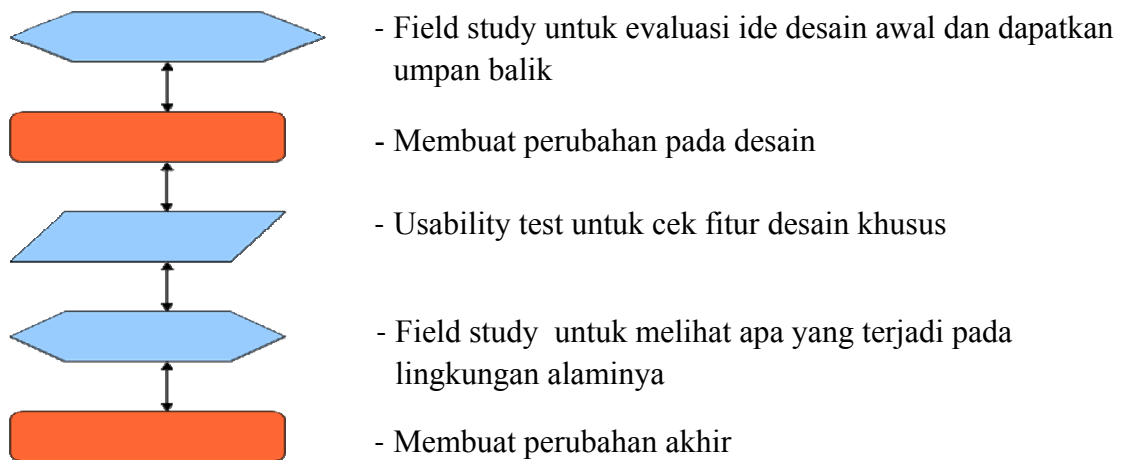 - Field study untuk evaluasi ide desain awal dan dapatkan
umpan balik
- Membuat perubahan pada desain
- Usability test untuk cek fitur desain khusus
- Field study  untuk melihat apa yang terjadi pada
lingkungan alaminya
- Membuat perubahan akhir